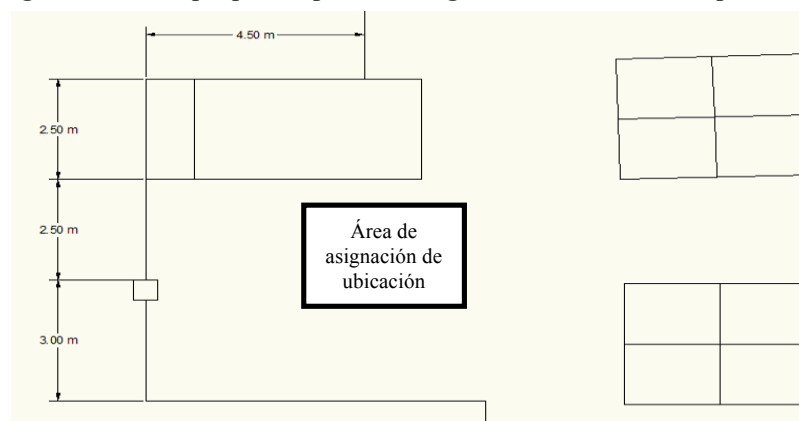 4.50 m
2.50 m
2.50 m
Área de
asignación de
ubicación
3.00 m